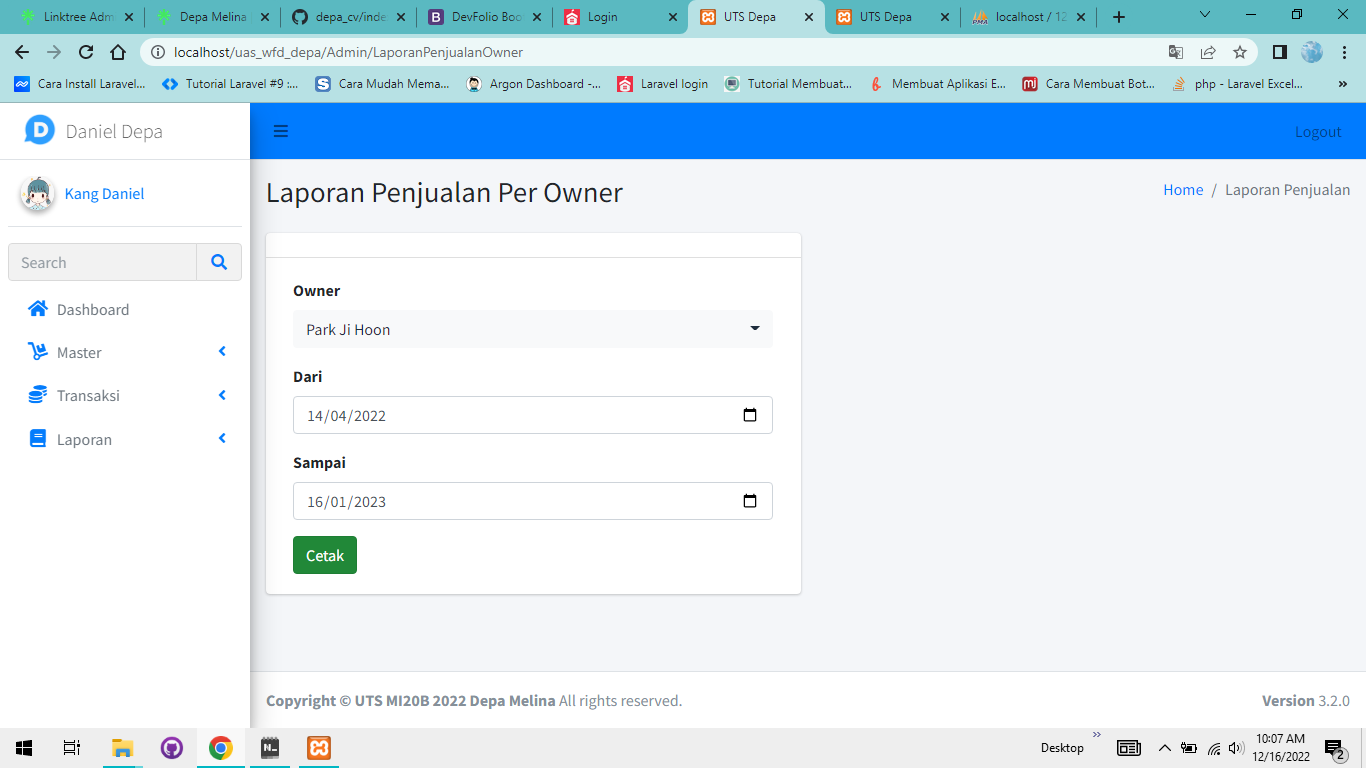 Linktree Adm
Depa Melina
depa_cv/inde
DevFolio Boo
Login
UTS Depa
UTS Depa
localhost / 12
localhost/uas_wfd_depa/Admin/LaporanPenjualanOwner
Cara Install Laravel...
Tutorial Laravel #9 :...
Cara Mudah Mema...
Argon Dashboard -...
Laravel login
Tutorial Membuat...
Membuat Aplikasi E...
Cara Membuat Bot...
php - Laravel Excel...
»
Daniel Depa
Logout
Kang Daniel
Laporan Penjualan Per Owner
Home / Laporan Penjualan
Search
Dashboard
Master
Transaksi
Laporan
Owner
Park Ji Hoon
Dari
14/04/2022
Sampai
16/01/2023
Cetak
Copyright © UTS MI20B 2022 Depa Melina All rights reserved.
Version 3.2.0
Desktop
»
10:07 AM
12/16/2022
2